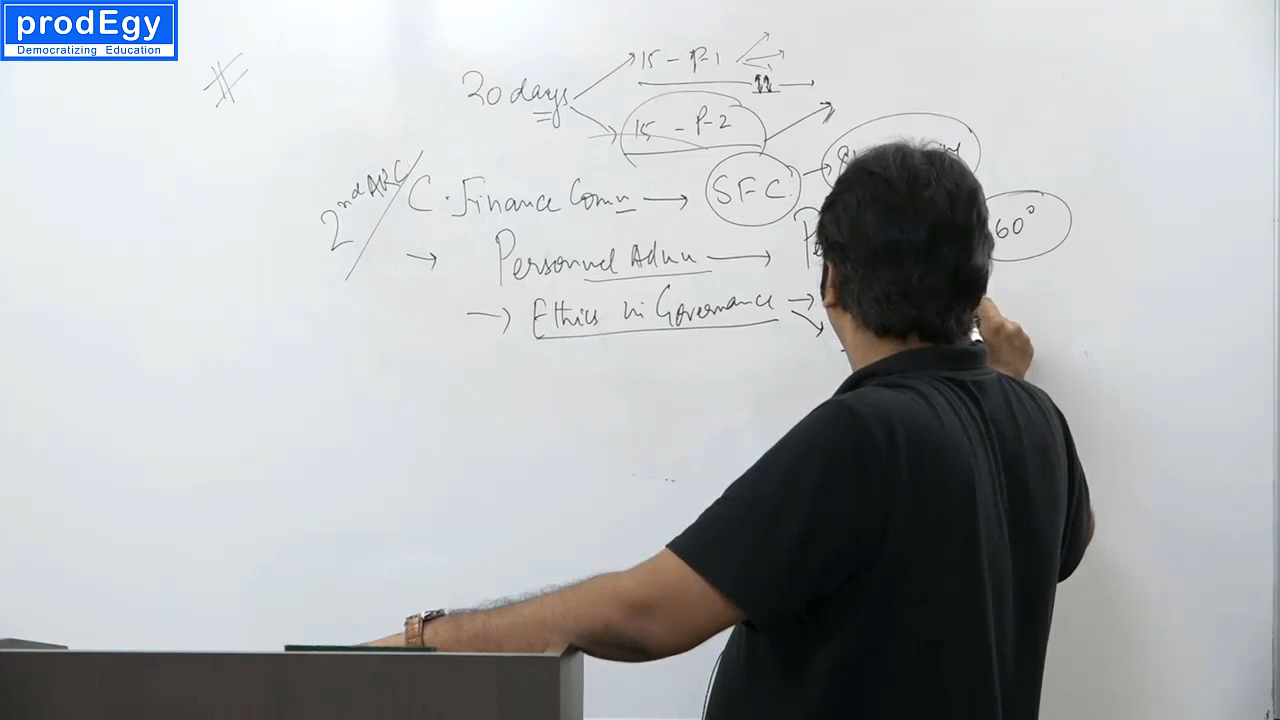 prodEgy
Democratizing Education
30 days
15 - P-1
15 - P-2
2nd ARC
C. Finance Comn → SFC →
→ Personnel Admn → 60°
→ Ethics in Governance →